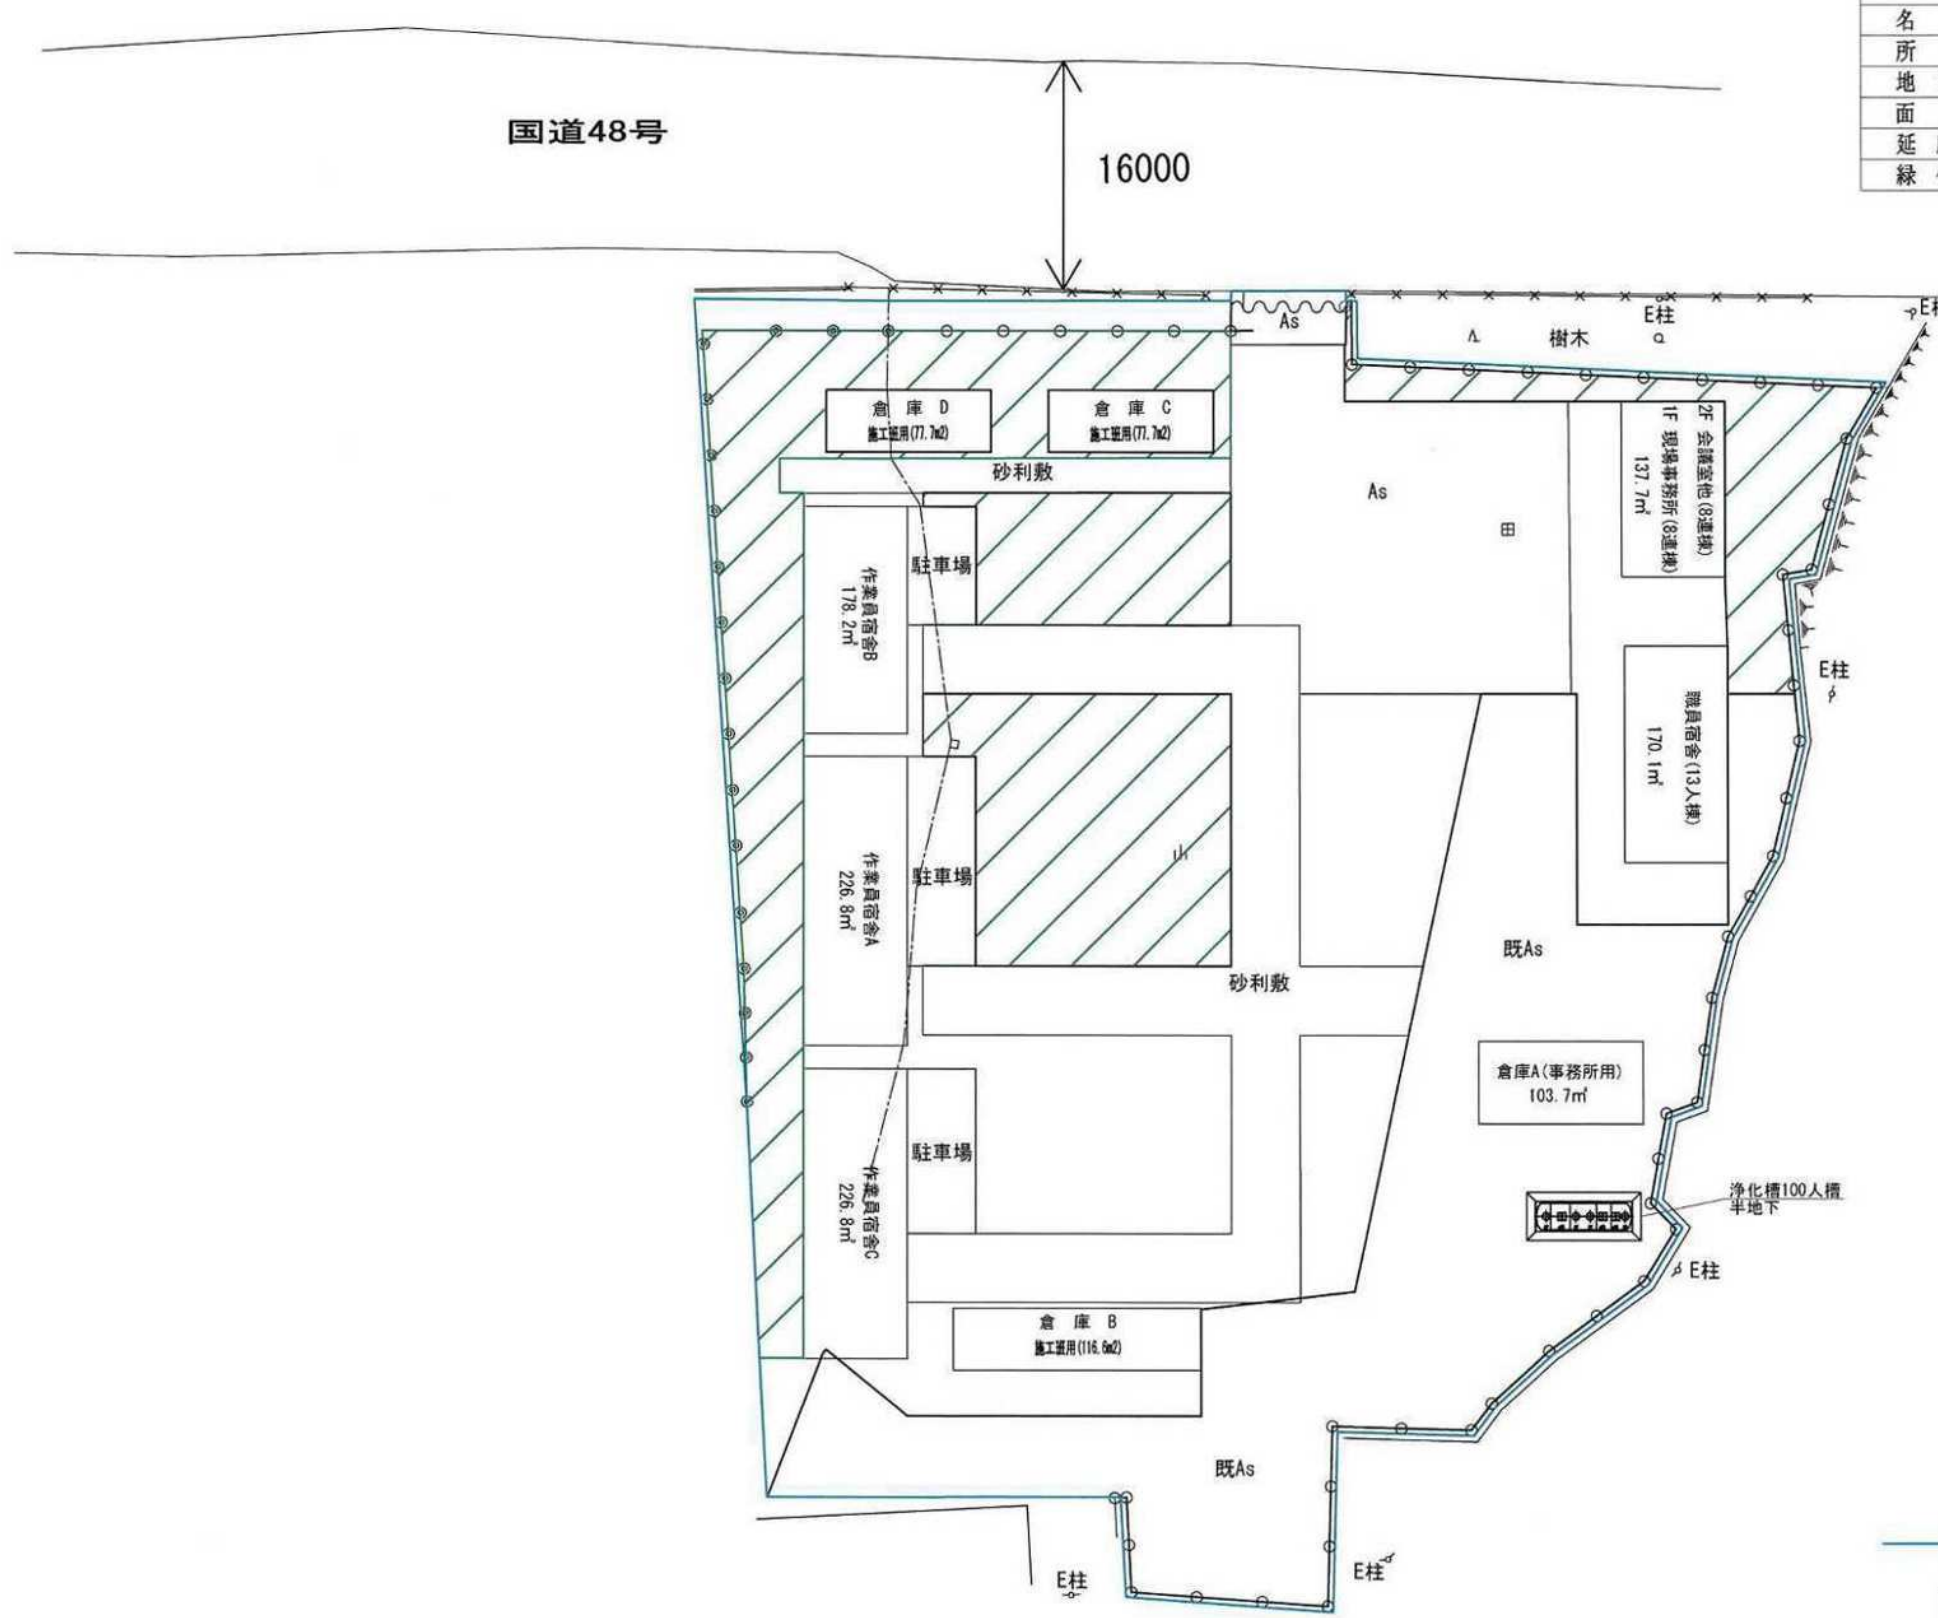 名
所
地
面
延
緑
国道48号
16000
As
E柱
E柱
樹木
倉 庫 D
施工班用(77.7m2)
倉 庫 C
施工班用(77.7m2)
砂利敷
As
田
2F 会議室他(8連棟)
1F 現場事務所(8連棟)
137.7㎡
駐車場
作業員宿舎B
178.2㎡
E柱
職員宿舎(13人棟)
170.1㎡
駐車場
作業員宿舎A
226.8㎡
既As
砂利敷
倉庫A(事務所用)
103.7㎡
駐車場
作業員宿舎C
226.8㎡
浄化槽100人槽
半地下
E柱
倉 庫 B
施工班用(116.6m2)
既As
E柱
E柱